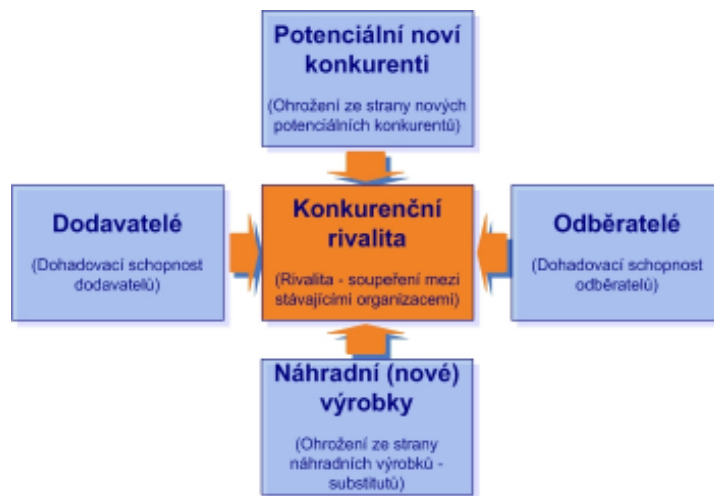 Potenciální noví
konkurenti
(Ohrožení ze strany nových
potenciálních konkurentů)
Dodavatelé
(Dohadovací schopnost
dodavatelů)
Konkurenční
rivalita
(Rivalita - soupeření mezi
stávajícími organizacemi)
Odběratelé
(Dohadovací schopnost
odběratelů)
Náhradní (nové)
výrobky
(Ohrožení ze strany
náhradních výrobků -
substitutů)